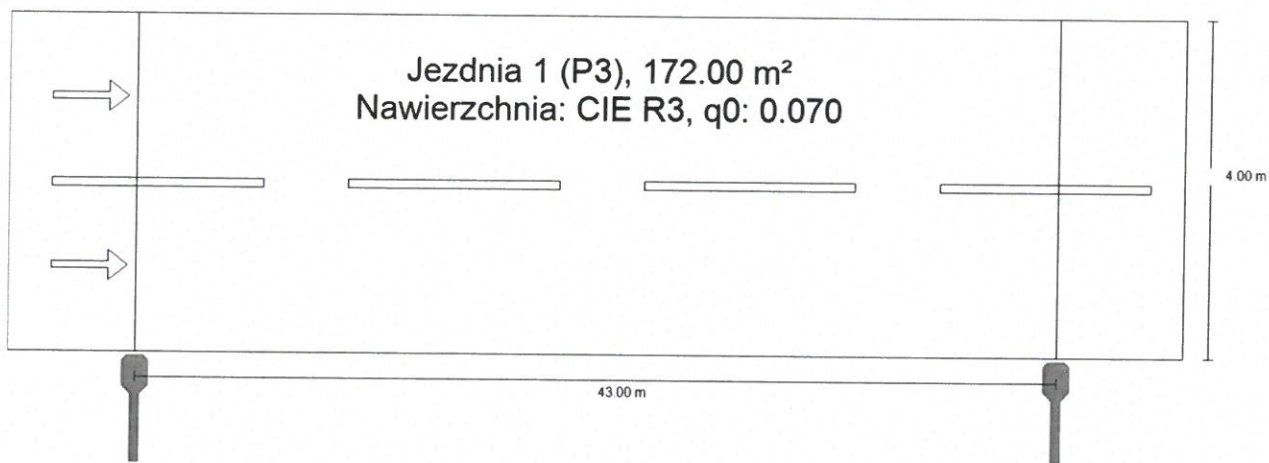 Jezdnia 1 (P3), 172.00 m²
Nawierzchnia: CIE R3, q0: 0.070
4.00 m
43.00 m